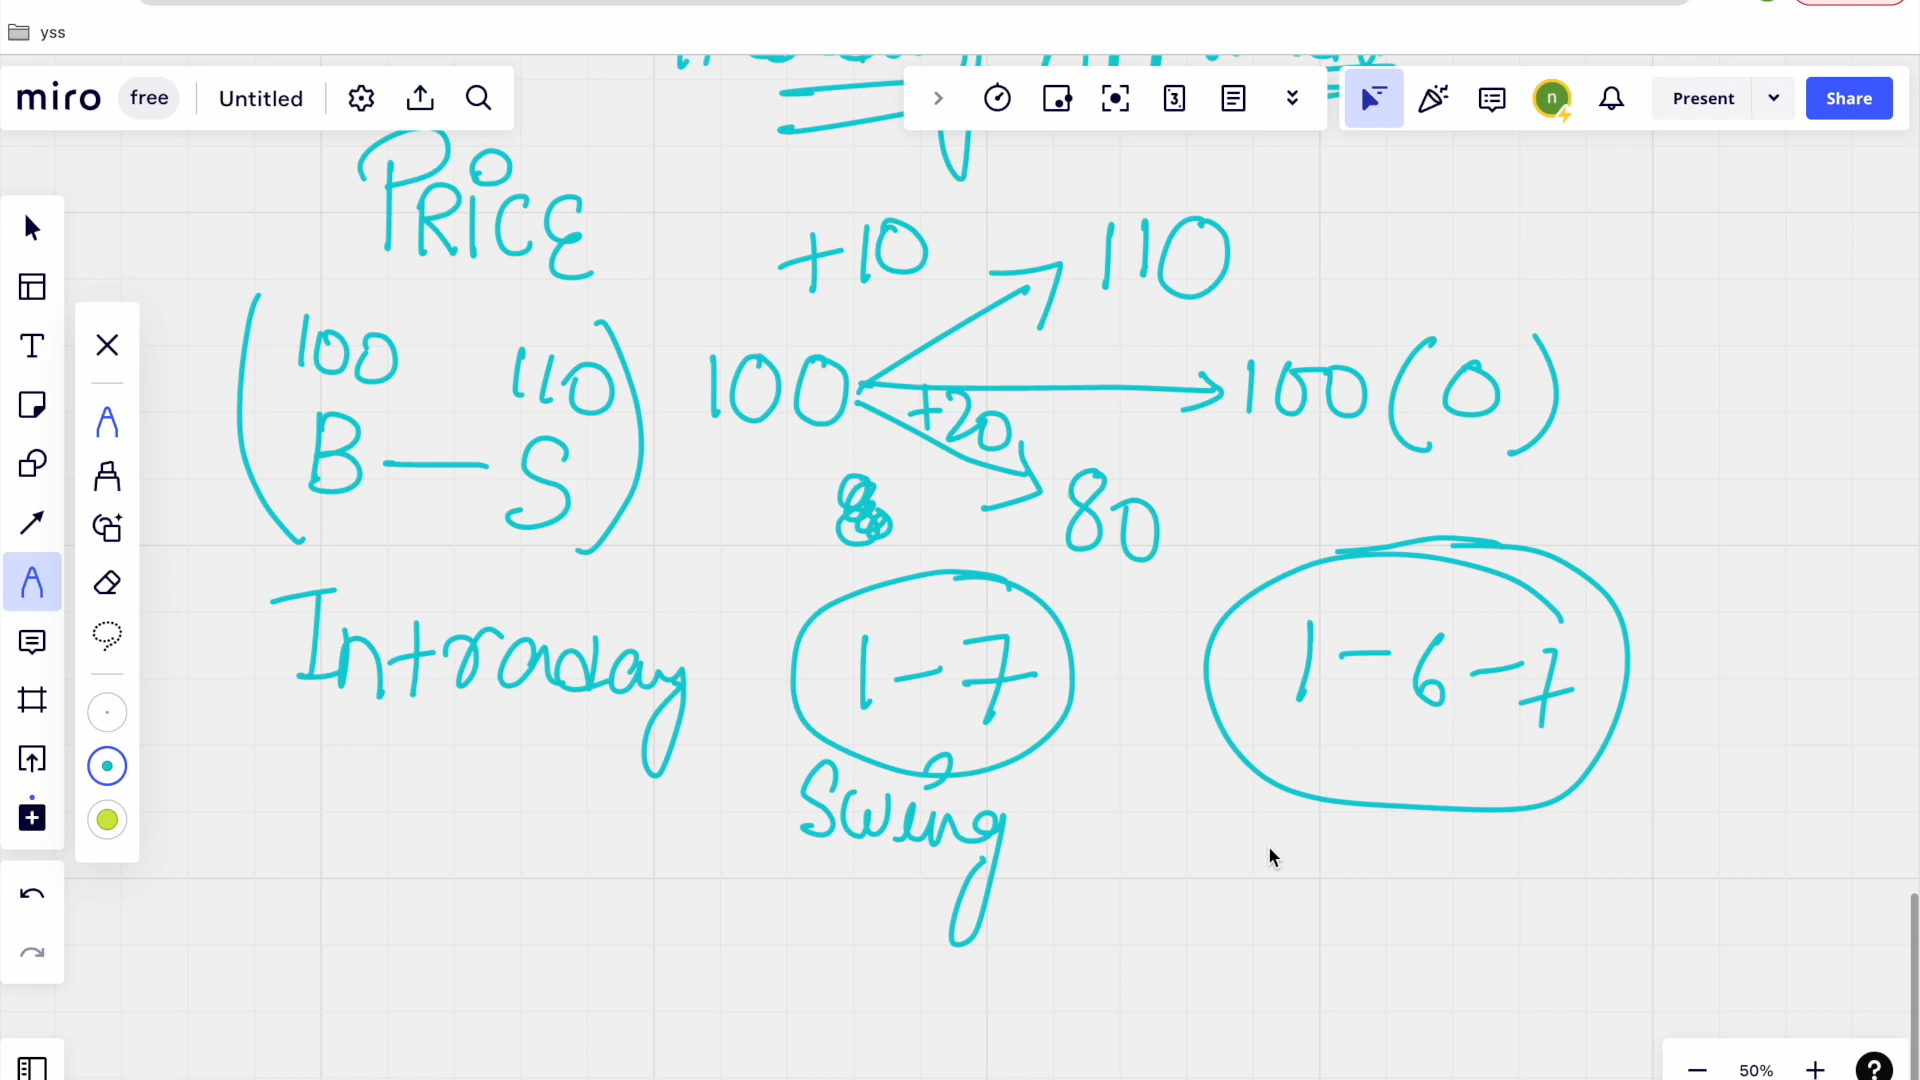 yss
miro free Untitled
3
n
Present
Share
PRICE
+10 110
100 110
100 100 (0)
+20
B — S
80
Intraday
1 - 7
1 - 6 - 7
Swing
50%
?